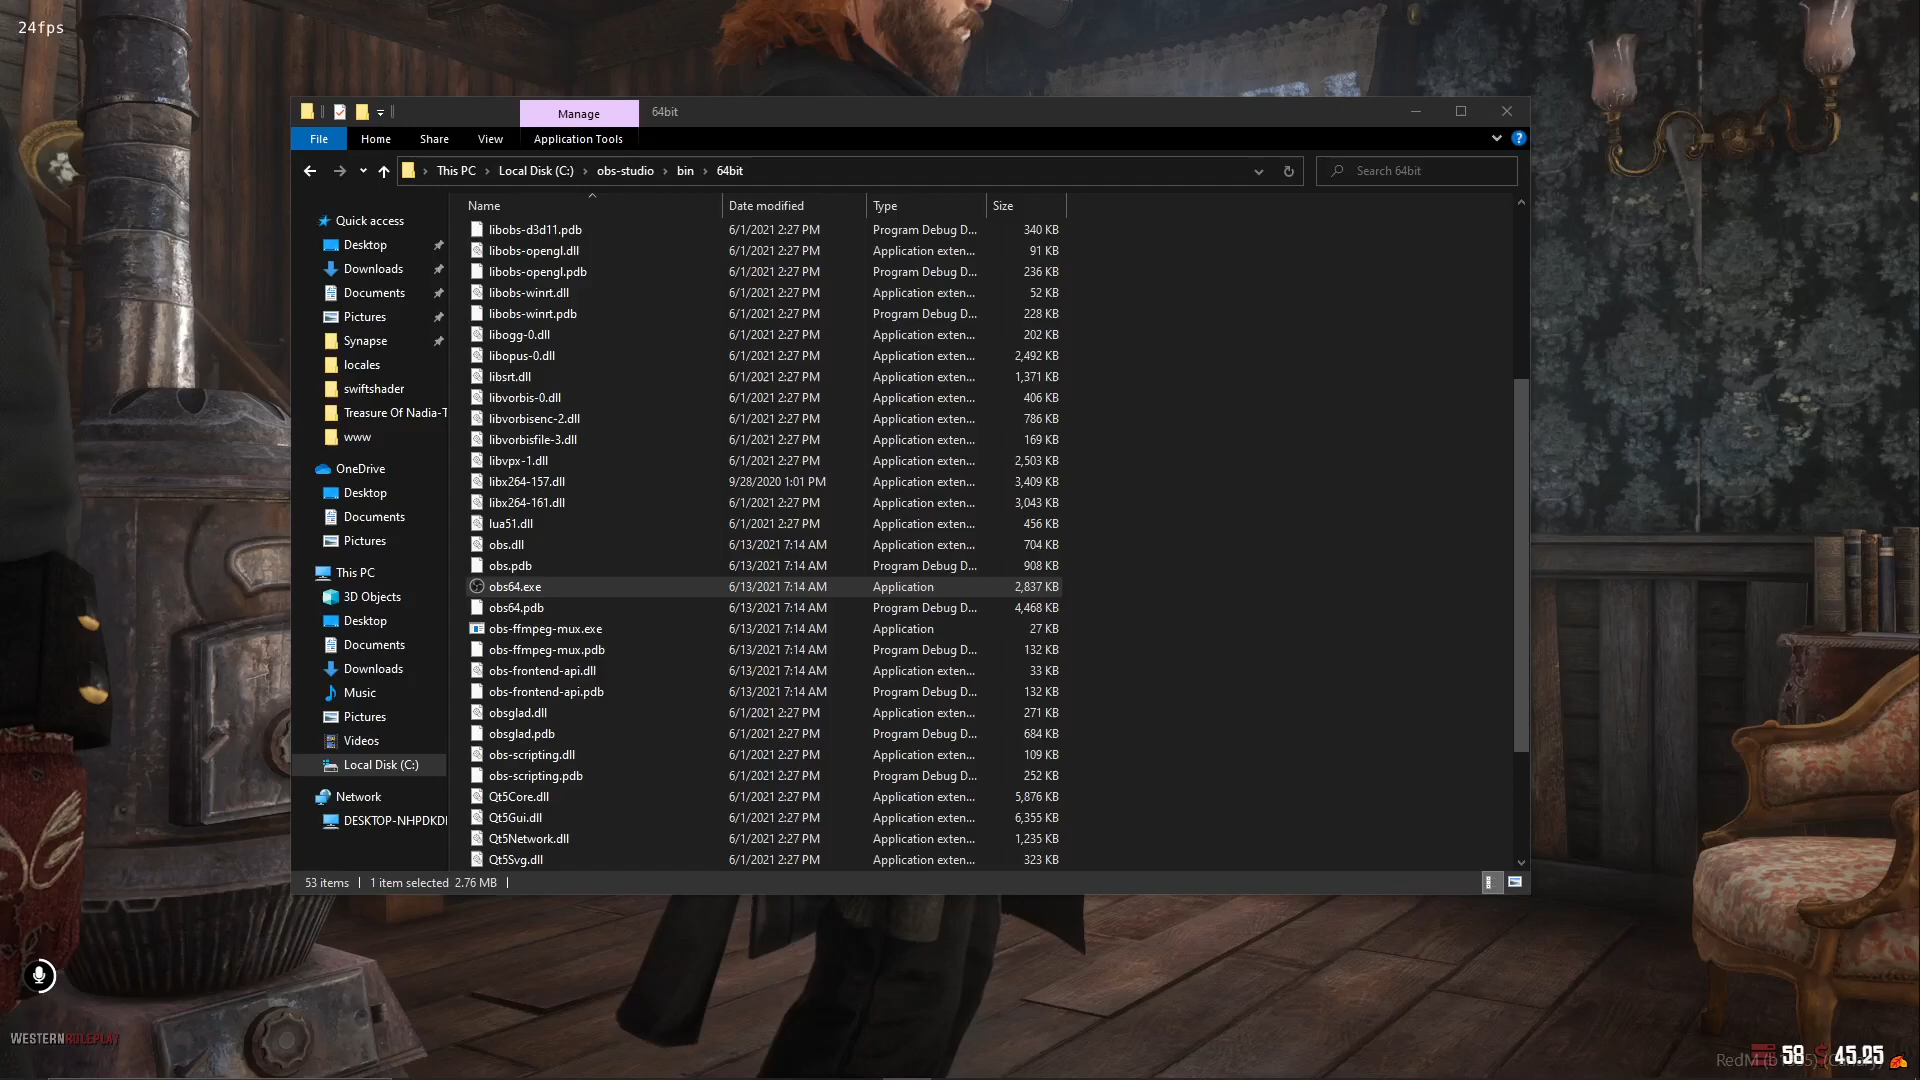 24fps
Manage
64bit
File
Home
Share
View
Application Tools
This PC
Local Disk (C:)
obs-studio
bin
64bit
Search 64bit
Name
Date modified
Type
Size
Quick access
Desktop
Downloads
Documents
Pictures
Synapse
locales
swiftshader
Treasure Of Nadia-T
www
OneDrive
Desktop
Documents
Pictures
This PC
3D Objects
Desktop
Documents
Downloads
Music
Pictures
Videos
Local Disk (C:)
Network
DESKTOP-NHPDKD
libobs-d3d11.pdb 6/1/2021 2:27 PM Program Debug D... 340 KB
libobs-opengl.dll 6/1/2021 2:27 PM Application exten... 91 KB
libobs-opengl.pdb 6/1/2021 2:27 PM Program Debug D... 236 KB
libobs-winrt.dll 6/1/2021 2:27 PM Application exten... 52 KB
libobs-winrt.pdb 6/1/2021 2:27 PM Program Debug D... 228 KB
libogg-0.dll 6/1/2021 2:27 PM Application exten... 202 KB
libopus-0.dll 6/1/2021 2:27 PM Application exten... 2,492 KB
libsrt.dll 6/1/2021 2:27 PM Application exten... 1,371 KB
libvorbis-0.dll 6/1/2021 2:27 PM Application exten... 406 KB
libvorbisenc-2.dll 6/1/2021 2:27 PM Application exten... 786 KB
libvorbisfile-3.dll 6/1/2021 2:27 PM Application exten... 169 KB
libvpx-1.dll 6/1/2021 2:27 PM Application exten... 2,503 KB
libx264-157.dll 9/28/2020 1:01 PM Application exten... 3,409 KB
libx264-161.dll 6/1/2021 2:27 PM Application exten... 3,043 KB
lua51.dll 6/1/2021 2:27 PM Application exten... 456 KB
obs.dll 6/13/2021 7:14 AM Application exten... 704 KB
obs.pdb 6/13/2021 7:14 AM Program Debug D... 908 KB
obs64.exe 6/13/2021 7:14 AM Application 2,837 KB
obs64.pdb 6/13/2021 7:14 AM Program Debug D... 4,468 KB
obs-ffmpeg-mux.exe 6/13/2021 7:14 AM Application 27 KB
obs-ffmpeg-mux.pdb 6/13/2021 7:14 AM Program Debug D... 132 KB
obs-frontend-api.dll 6/13/2021 7:14 AM Application exten... 33 KB
obs-frontend-api.pdb 6/13/2021 7:14 AM Program Debug D... 132 KB
obsglad.dll 6/1/2021 2:27 PM Application exten... 271 KB
obsglad.pdb 6/1/2021 2:27 PM Program Debug D... 684 KB
obs-scripting.dll 6/1/2021 2:27 PM Application exten... 109 KB
obs-scripting.pdb 6/1/2021 2:27 PM Program Debug D... 252 KB
Qt5Core.dll 6/1/2021 2:27 PM Application exten... 5,876 KB
Qt5Gui.dll 6/1/2021 2:27 PM Application exten... 6,355 KB
Qt5Network.dll 6/1/2021 2:27 PM Application exten... 1,235 KB
Qt5Svg.dll 6/1/2021 2:27 PM Application exten... 323 KB
53 items
1 item selected 2.76 MB
WESTERNROLEPLAY
58 $ 45.25
RedM